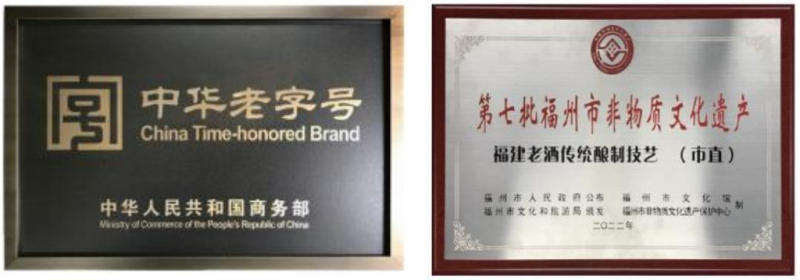 中华老字号
China Time-honored Brand
中华人民共和国商务部
Ministry of Commerce of the People's Republic of China
第七批福州市非物质文化遗产
福建老酒传统酿制技艺 （市直）
福州市人民政府公布 福州市文化馆
福州市文化和旅游局颁发 福州市非物质文化遗产保护中心 制
二〇二二年